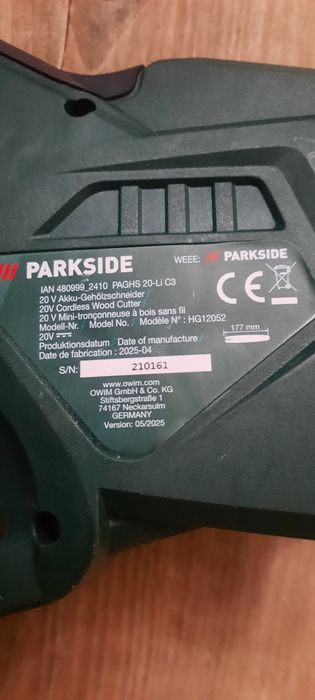 /// PARKSIDE
WEEE: /// PARKSIDE
IAN 480999_2410 PAGHS 20-Li C3
20 V Akku-Gehölzschneider
20V Cordless Wood Cutter
20 V Mini-tronçonneuse à bois sans fil
Modell-Nr. / Model No. / Modèle N° : HG12052
20V
CE
177 mm
Produktionsdatum / Date of manufacture /
Date de fabrication : 2025-04
S/N: 210161
www.owim.com
OWIM GmbH & Co. KG
Stiftsbergstraße 1
74167 Neckarsulm
GERMANY
Version: 05/2025